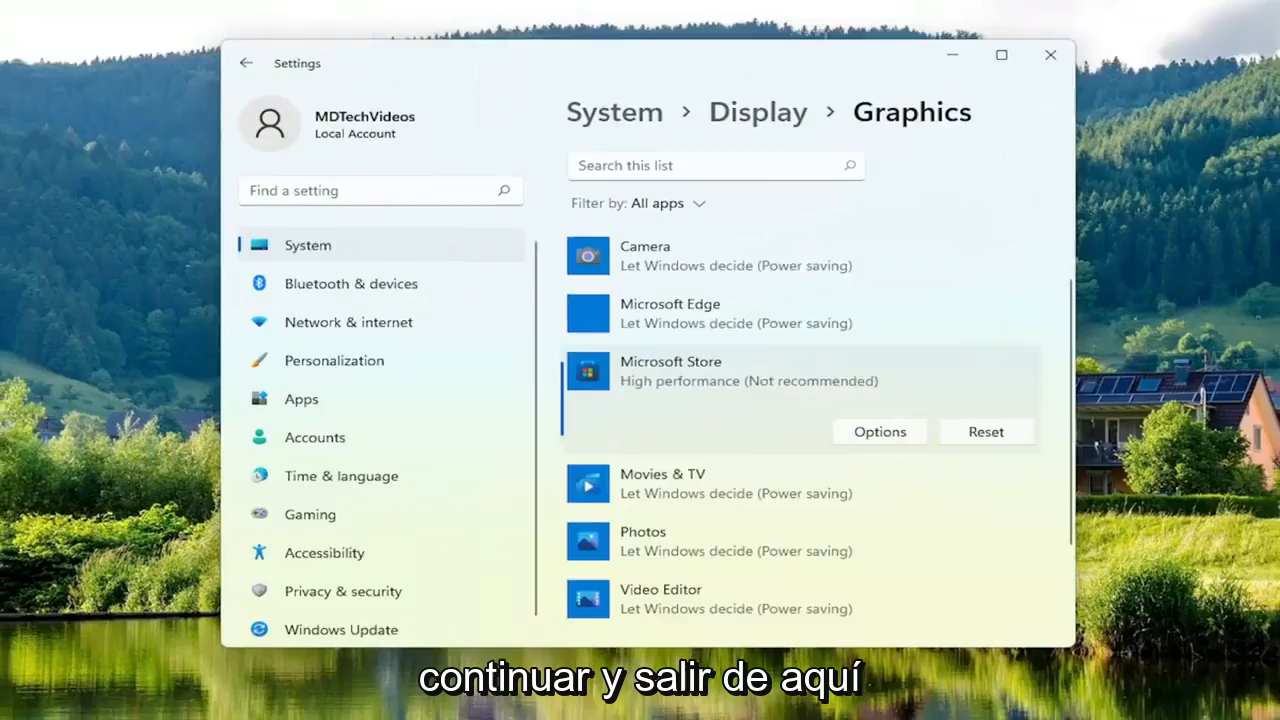 Settings
MDTechVideos
Local Account
Find a setting
System
Bluetooth & devices
Network & internet
Personalization
Apps
Accounts
Time & language
Gaming
Accessibility
Privacy & security
Windows Update
System > Display > Graphics
Search this list
Filter by: All apps
Camera
Let Windows decide (Power saving)
Microsoft Edge
Let Windows decide (Power saving)
Microsoft Store
High performance (Not recommended)
Options Reset
Movies & TV
Let Windows decide (Power saving)
Photos
Let Windows decide (Power saving)
Video Editor
Let Windows decide (Power saving)
continuar y salir de aquí